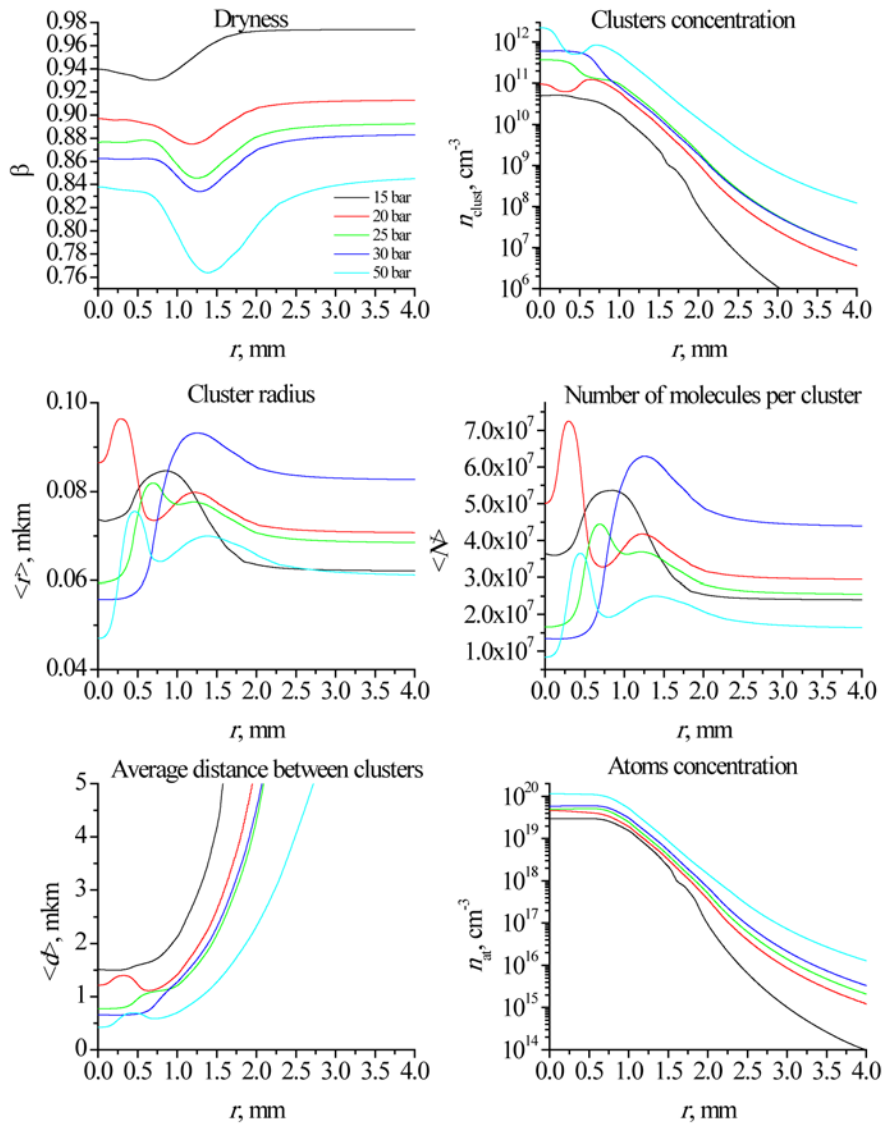 Dryness
0.98
0.96
0.94
0.92
0.90
0.88
0.86
0.84
0.82
0.80
0.78
0.76
β
15 bar
20 bar
25 bar
30 bar
50 bar
0.0 0.5 1.0 1.5 2.0 2.5 3.0 3.5 4.0
r, mm
Clusters concentration
10^12
10^11
10^10
10^9
10^8
10^7
10^6
n_clust, cm^-3
0.0 0.5 1.0 1.5 2.0 2.5 3.0 3.5 4.0
r, mm
Cluster radius
0.10
0.08
0.06
0.04
<r>, mkm
0.0 0.5 1.0 1.5 2.0 2.5 3.0 3.5 4.0
r, mm
Number of molecules per cluster
7.0x10^7
6.0x10^7
5.0x10^7
4.0x10^7
3.0x10^7
2.0x10^7
1.0x10^7
<N>
0.0 0.5 1.0 1.5 2.0 2.5 3.0 3.5 4.0
r, mm
Average distance between clusters
5
4
3
2
1
0
<d>, mkm
0.0 0.5 1.0 1.5 2.0 2.5 3.0 3.5 4.0
r, mm
Atoms concentration
10^20
10^19
10^18
10^17
10^16
10^15
10^14
n_at, cm^-3
0.0 0.5 1.0 1.5 2.0 2.5 3.0 3.5 4.0
r, mm